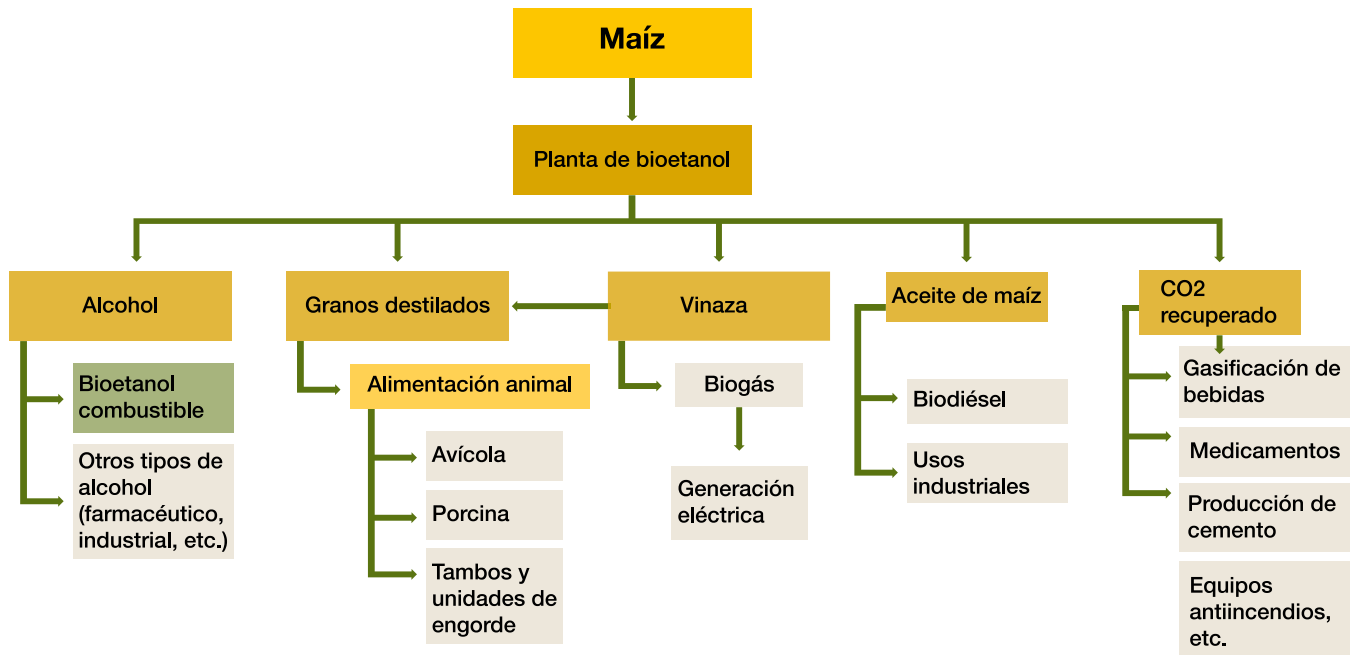 Maíz
Planta de bioetanol
Alcohol
Granos destilados
Vinaza
Aceite de maíz
CO2
recuperado
Bioetanol
combustible
Otros tipos de
alcohol
(farmacéutico,
industrial, etc.)
Alimentación animal
Avícola
Porcina
Tambos y
unidades de
engorde
Biogás
Generación
eléctrica
Biodiésel
Usos
industriales
Gasificación de
bebidas
Medicamentos
Producción de
cemento
Equipos
antiincendios,
etc.